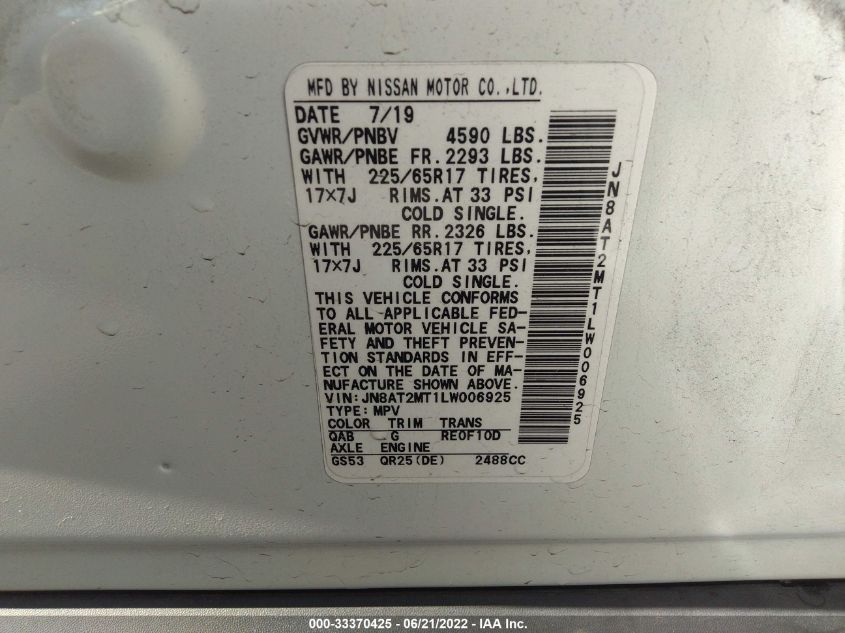 MFD BY NISSAN MOTOR CO.,LTD.
DATE 7/19
GVWR/PNBV 4590 LBS.
GAWR/PNBE FR. 2293 LBS.
WITH 225/65R17 TIRES,
17×7J RIMS. AT 33 PSI
COLD SINGLE.
GAWR/PNBE RR. 2326 LBS.
WITH 225/65R17 TIRES,
17×7J RIMS. AT 33 PSI
COLD SINGLE.
THIS VEHICLE CONFORMS
TO ALL APPLICABLE FED-
ERAL MOTOR VEHICLE SA-
FETY AND THEFT PREVEN-
TION STANDARDS IN EFF-
ECT ON THE DATE OF MA-
NUFACTURE SHOWN ABOVE.
VIN:JN8AT2MT1LW006925
TYPE: MPV
COLOR TRIM TRANS
QAB G RE0F10D
AXLE ENGINE
GS53 QR25(DE) 2488CC
JN8AT2MT1LW006925
000-33370425 - 06/21/2022 - IAA Inc.